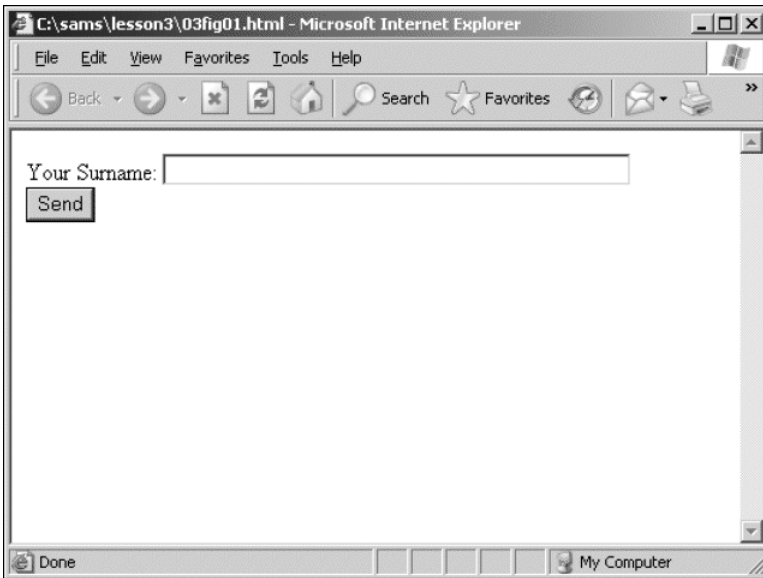 C:\sams\lesson3\03fig01.html - Microsoft Internet Explorer
File Edit View Favorites Tools Help
Back Search Favorites »
Your Surname:
Send
Done My Computer